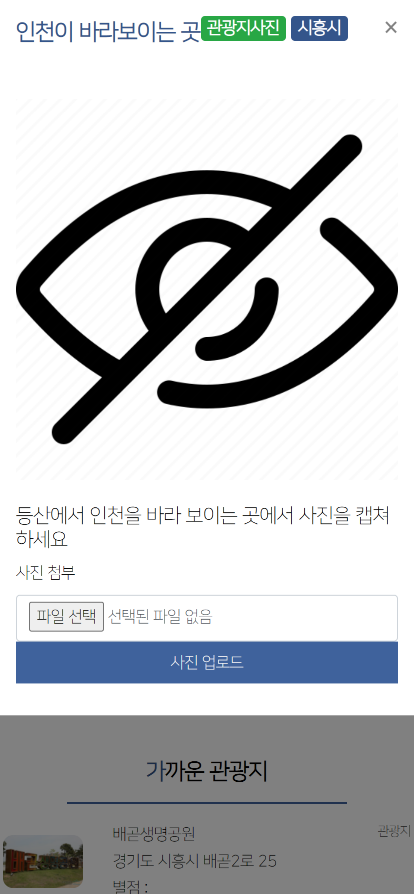 인천이 바라보이는 곳 관광지사진 시흥시 ×
등산에서 인천을 바라 보이는 곳에서 사진을 캡쳐
하세요
사진 첨부
파일 선택 선택된 파일 없음
사진 업로드
가까운 관광지
배곧생명공원 관광지
경기도 시흥시 배곧2로 25
별점 :